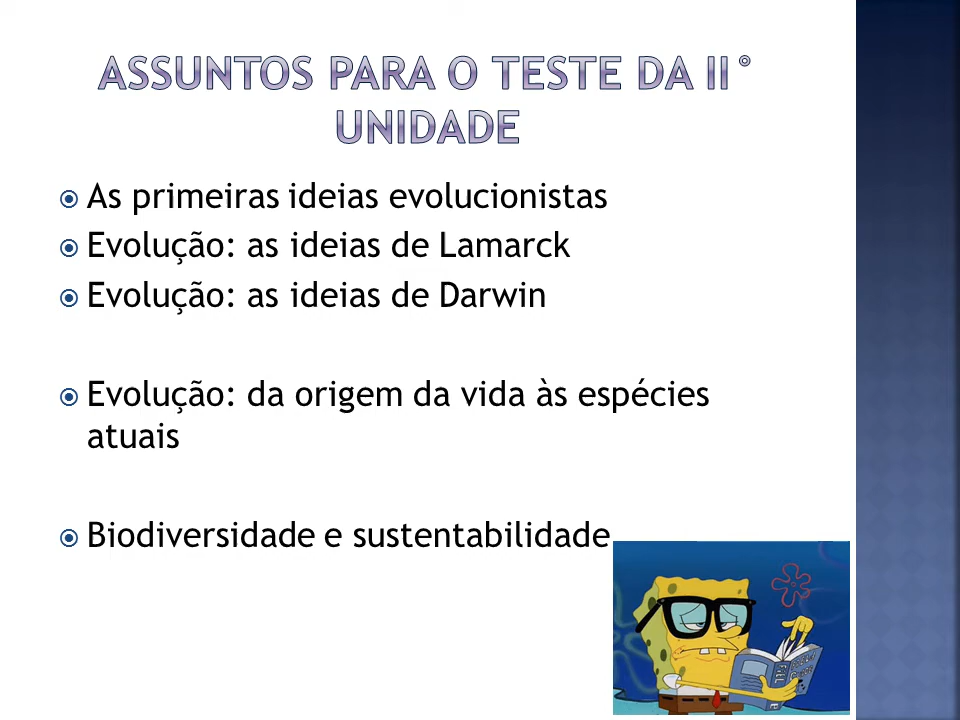 ASSUNTOS PARA O TESTE DA II°
UNIDADE
As primeiras ideias evolucionistas
Evolução: as ideias de Lamarck
Evolução: as ideias de Darwin
Evolução: da origem da vida às espécies
atuais
Biodiversidade e sustentabilidade